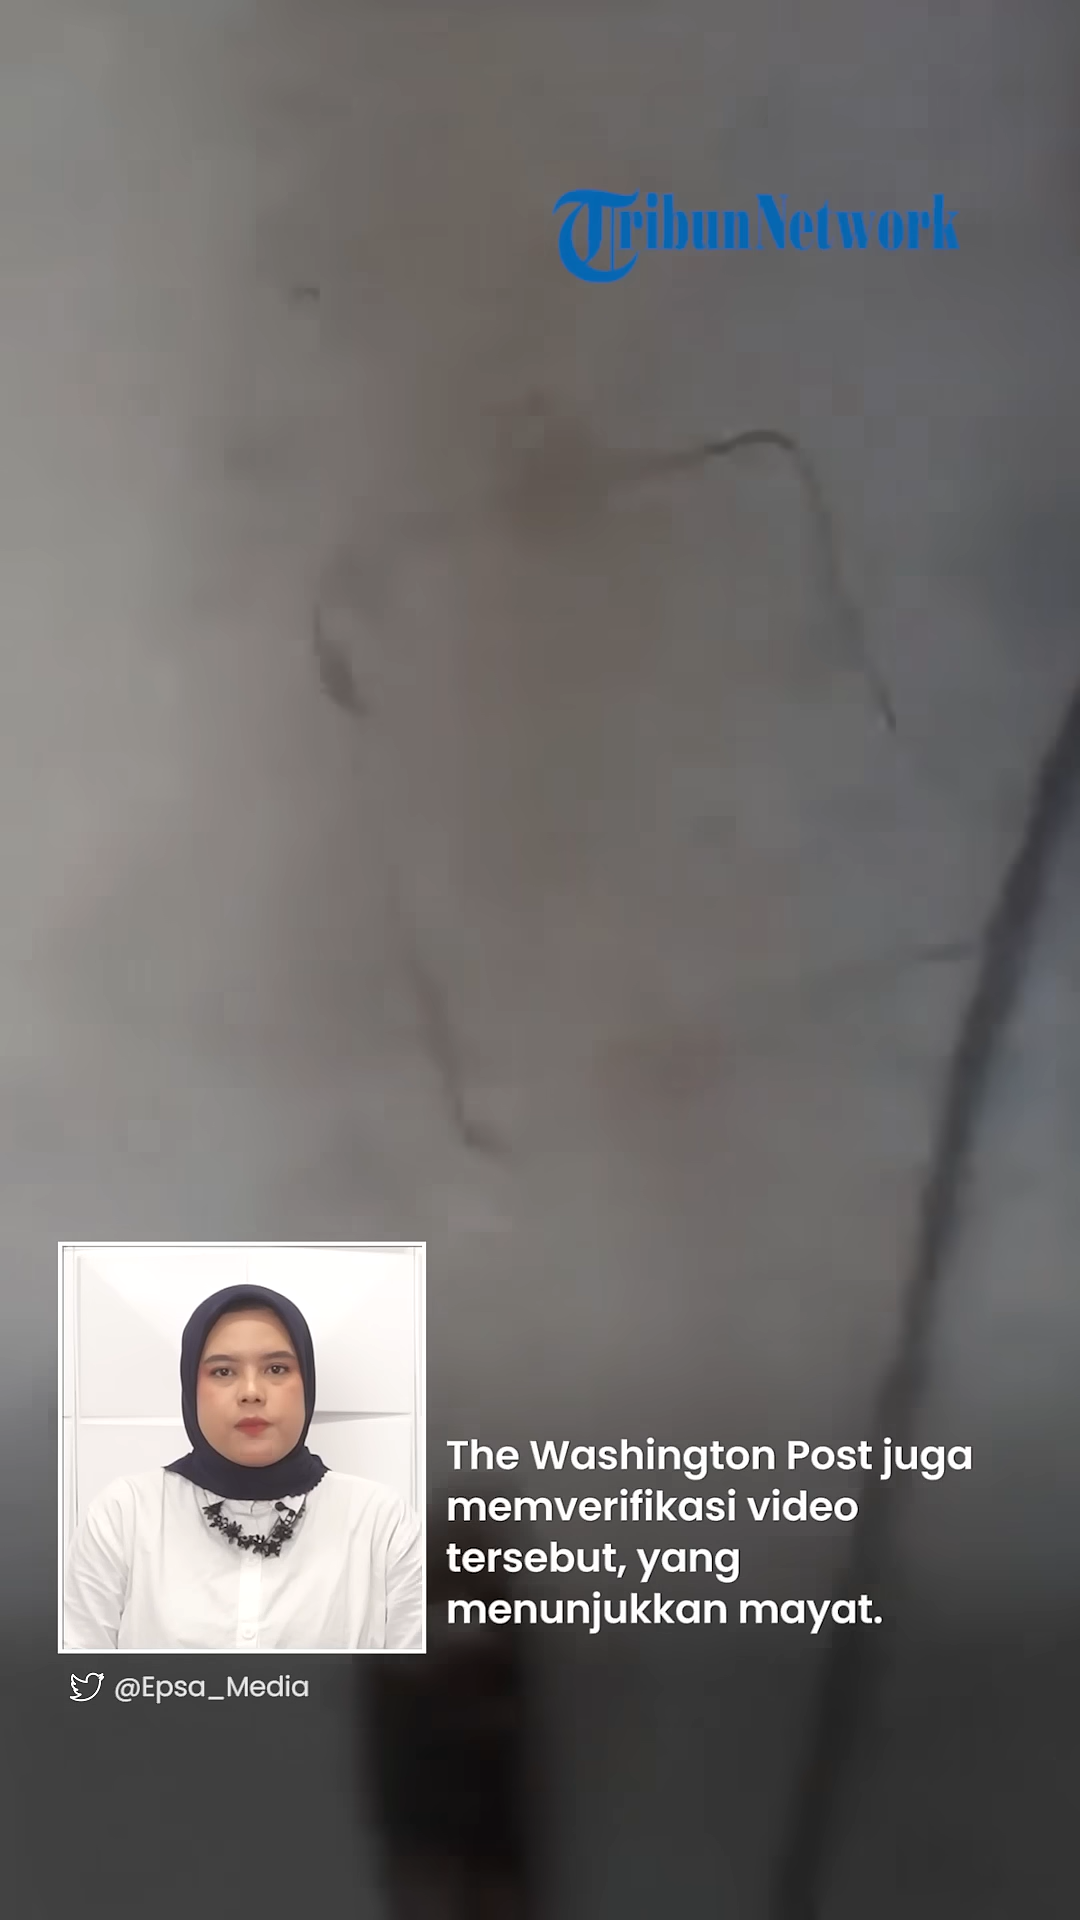 TribunNetwork
The Washington Post juga
memverifikasi video
tersebut, yang
menunjukkan mayat.
@Epsa_Media